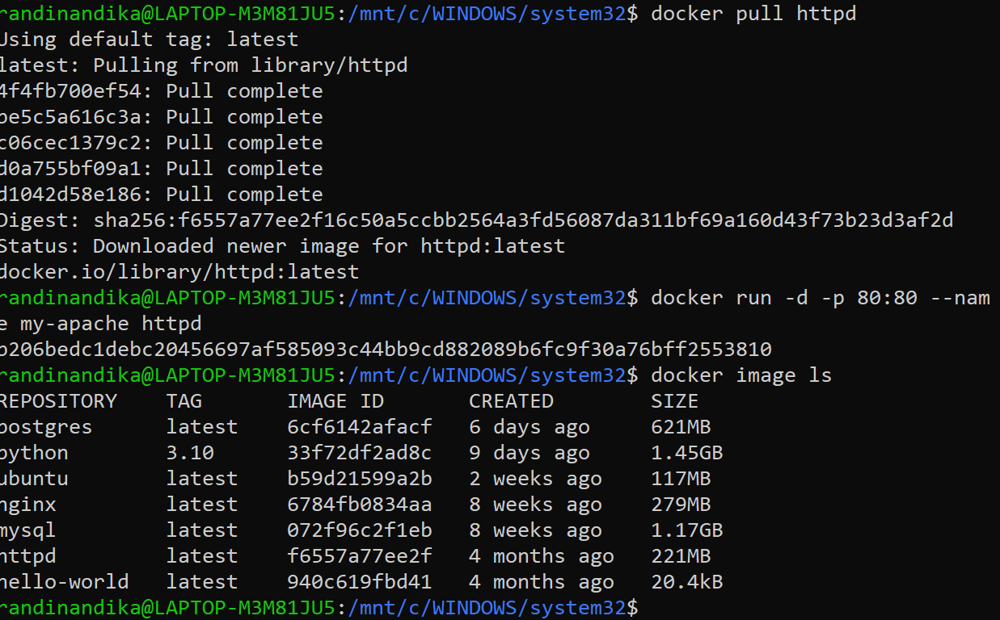 randinandika@LAPTOP-M3M81JU5:/mnt/c/WINDOWS/system32$ docker pull httpd
Using default tag: latest
latest: Pulling from library/httpd
4f4fb700ef54: Pull complete
be5c5a616c3a: Pull complete
c06cec1379c2: Pull complete
d0a755bf09a1: Pull complete
d1042d58e186: Pull complete
Digest: sha256:f6557a77ee2f16c50a5ccbb2564a3fd56087da311bf69a160d43f73b23d3af2d
Status: Downloaded newer image for httpd:latest
docker.io/library/httpd:latest
randinandika@LAPTOP-M3M81JU5:/mnt/c/WINDOWS/system32$ docker run -d -p 80:80 --nam
e my-apache httpd
b206bedc1debc20456697af585093c44bb9cd882089b6fc9f30a76bff2553810
randinandika@LAPTOP-M3M81JU5:/mnt/c/WINDOWS/system32$ docker image ls
REPOSITORY TAG IMAGE ID CREATED SIZE
postgres latest 6cf6142afacf 6 days ago 621MB
python 3.10 33f72df2ad8c 9 days ago 1.45GB
ubuntu latest b59d21599a2b 2 weeks ago 117MB
nginx latest 6784fb0834aa 8 weeks ago 279MB
mysql latest 072f96c2f1eb 8 weeks ago 1.17GB
httpd latest f6557a77ee2f 4 months ago 221MB
hello-world latest 940c619fbd41 4 months ago 20.4kB
randinandika@LAPTOP-M3M81JU5:/mnt/c/WINDOWS/system32$